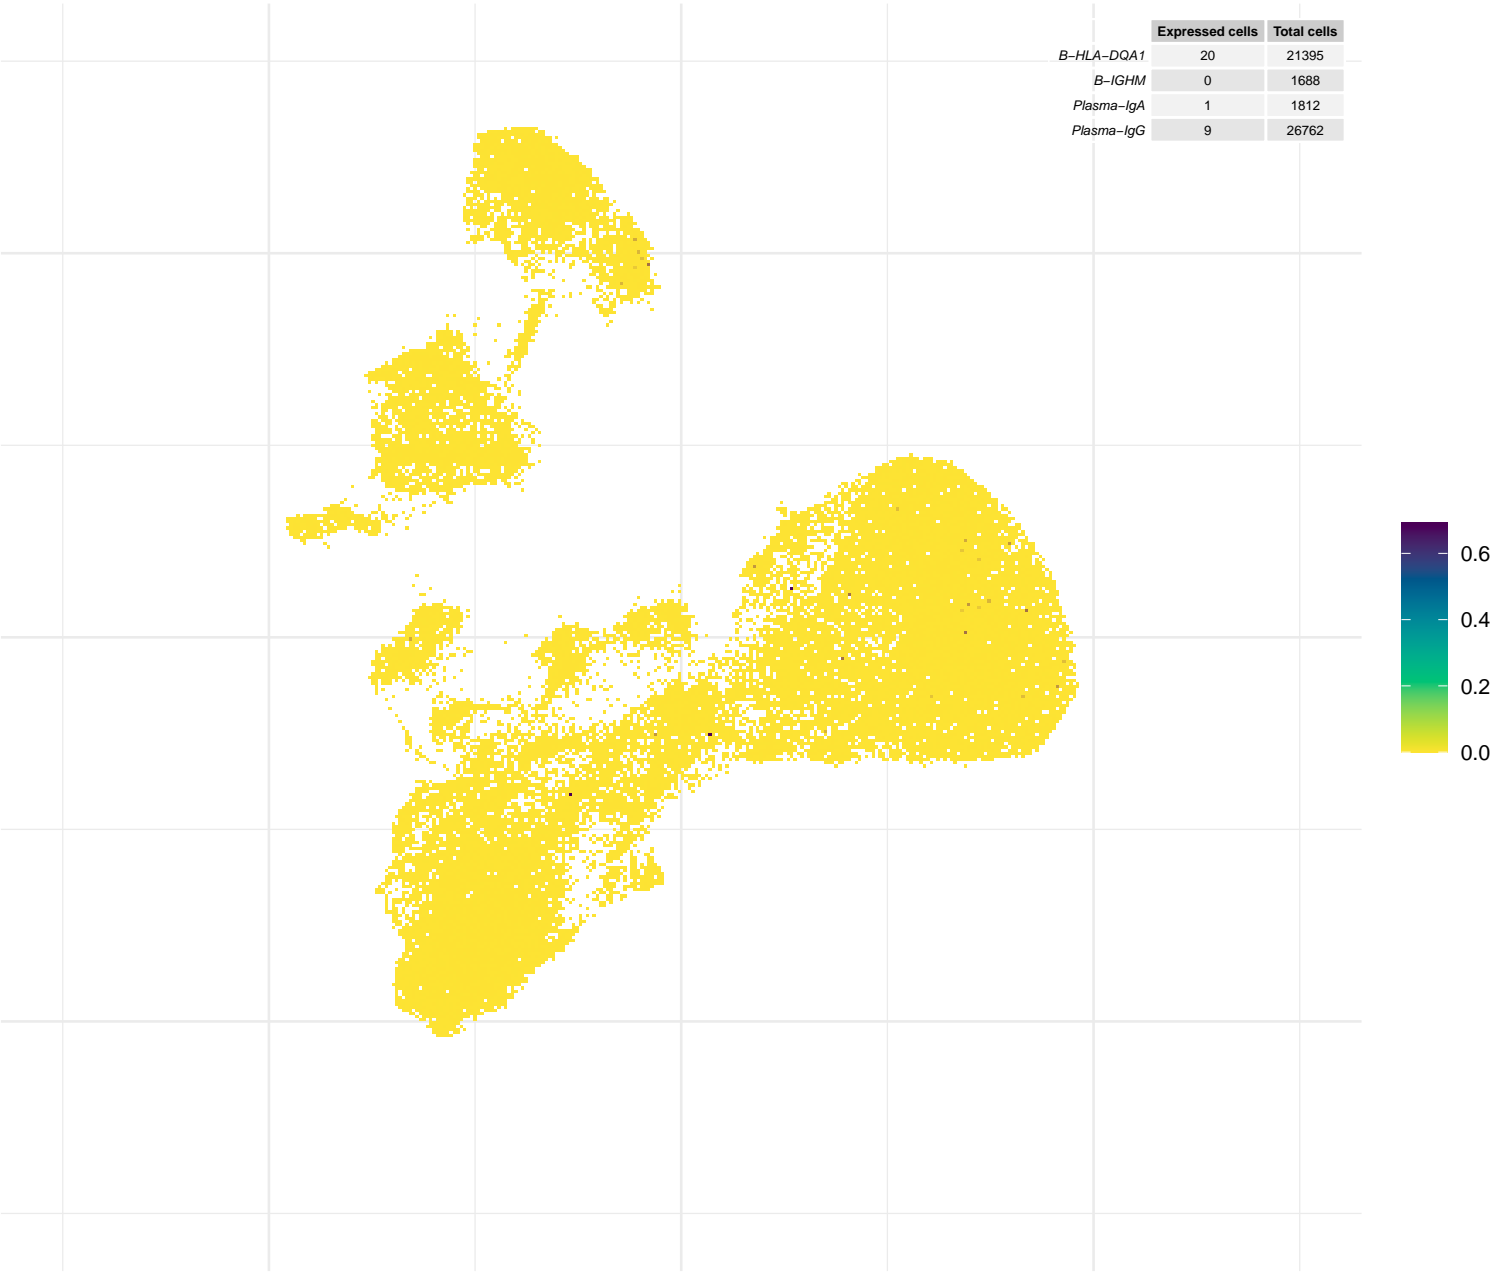 Expressed cells Total cells
B−HLA−DQA1 20 21395
B−IGHM 0 1688
Plasma−IgA 1 1812
Plasma−IgG 9 26762
0.6
0.4
0.2
0.0